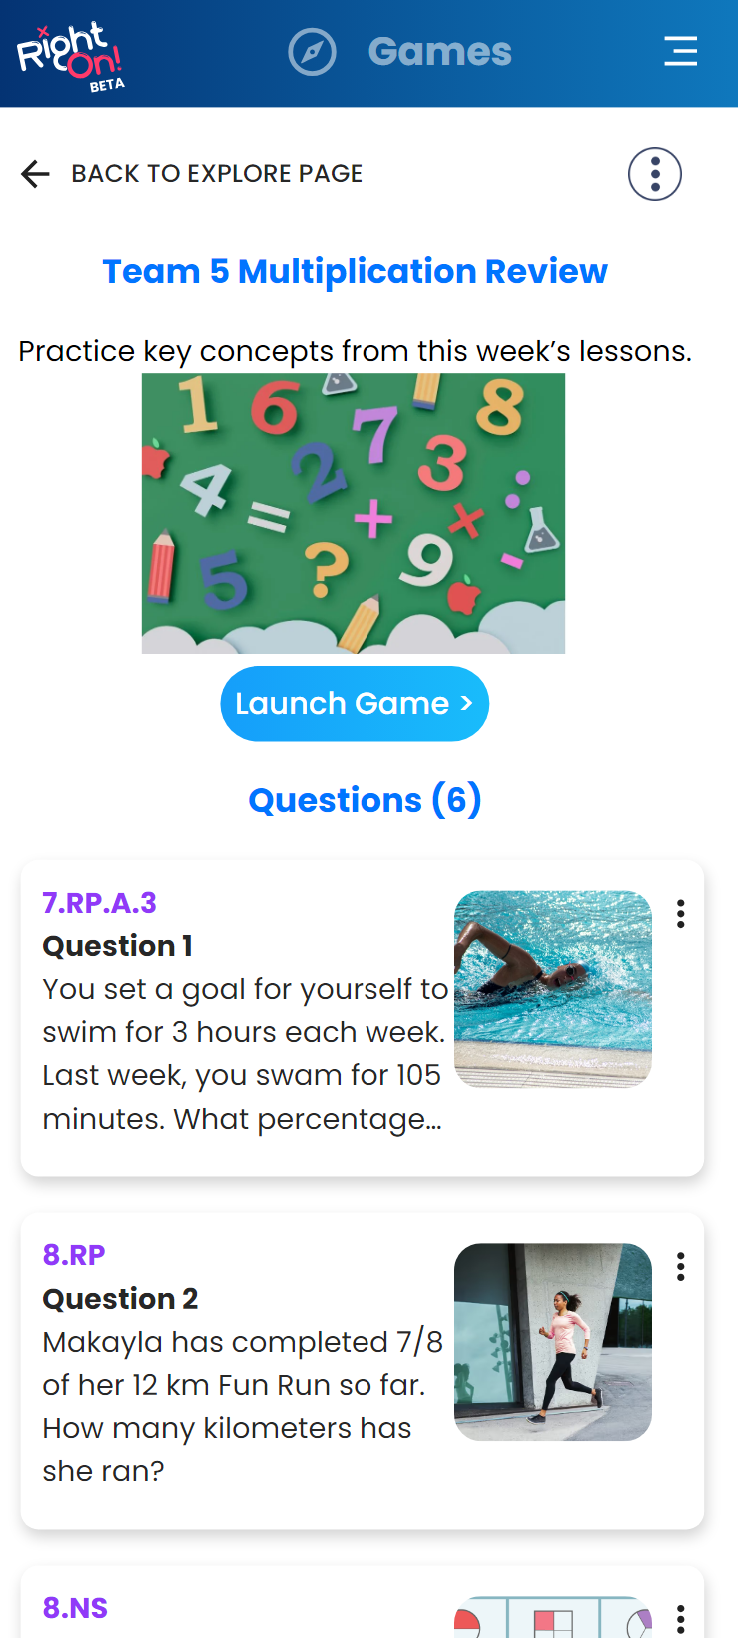 Right On!
BETA
Games
BACK TO EXPLORE PAGE
Team 5 Multiplication Review
Practice key concepts from this week’s lessons.
1 6 7 8
4 2 3
= + × ÷
5 ? 9 -
Launch Game >
Questions (6)
7.RP.A.3
Question 1
You set a goal for yourself to
swim for 3 hours each week.
Last week, you swam for 105
minutes. What percentage...
8.RP
Question 2
Makayla has completed 7/8
of her 12 km Fun Run so far.
How many kilometers has
she ran?
8.NS